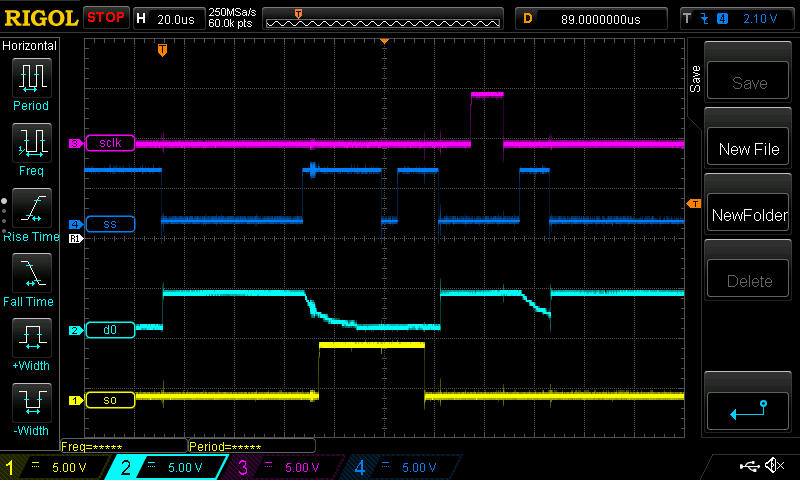 RIGOL STOP H 20.0us 250MSa/s D 89.0000000us T 4 2.10 V
60.0k pts
T
Horizontal
Period
Freq
Rise Time
Fall Time
+Width
-Width
T
3 sclk
4 ss
R1
2 d0
1 so
T
Save
Save
New File
NewFolder
Delete
Freq=***** Period=*****
1 5.00 V 2 5.00 V 3 5.00 V 4 5.00 V